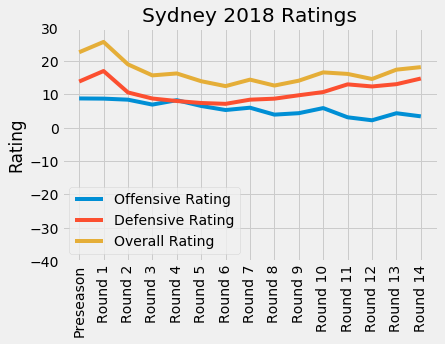 Sydney 2018 Ratings
30
20
10
0
−10
−20
−30
−40
Rating
Offensive Rating
Defensive Rating
Overall Rating
Preseason
Round 1
Round 2
Round 3
Round 4
Round 5
Round 6
Round 7
Round 8
Round 9
Round 10
Round 11
Round 12
Round 13
Round 14